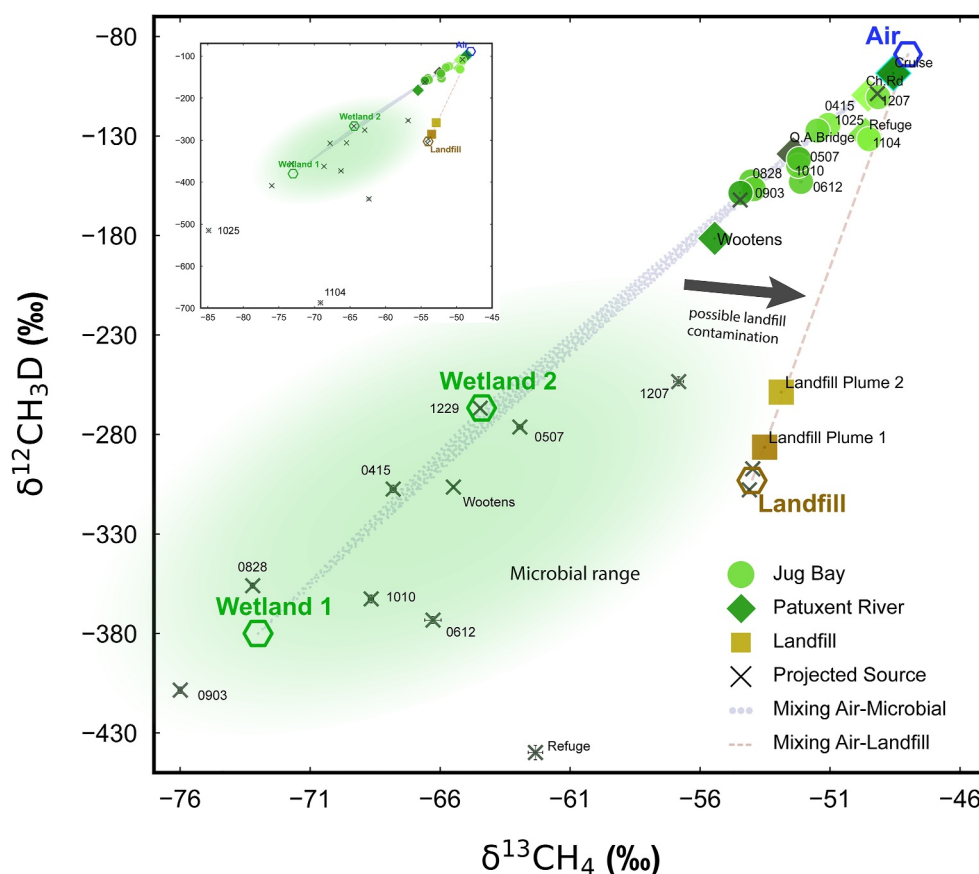 −80
−130
−180
−230
−280
−330
−380
−430
δ¹²CH₃D (‰)
−76
−71
−66
−61
−56
−51
−46
δ¹³CH₄ (‰)
−100
−200
−300
−400
−500
−600
−700
−85
−80
−75
−70
−65
−60
−55
−50
−45
Air
Wetland 2
Landfill
Wetland 1
1025
1104
Air
Cruise
Ch.Rd
1207
0415
1025
Refuge
Q.A.Bridge
1104
0507
1010
0828
0612
0903
Wootens
possible landfill
contamination
Landfill Plume 2
Wetland 2
1207
1229
0507
Landfill Plume 1
0415
Wootens
Landfill
0828
Microbial range
Wetland 1
1010
0612
0903
Refuge
Jug Bay
Patuxent River
Landfill
Projected Source
Mixing Air-Microbial
Mixing Air-Landfill